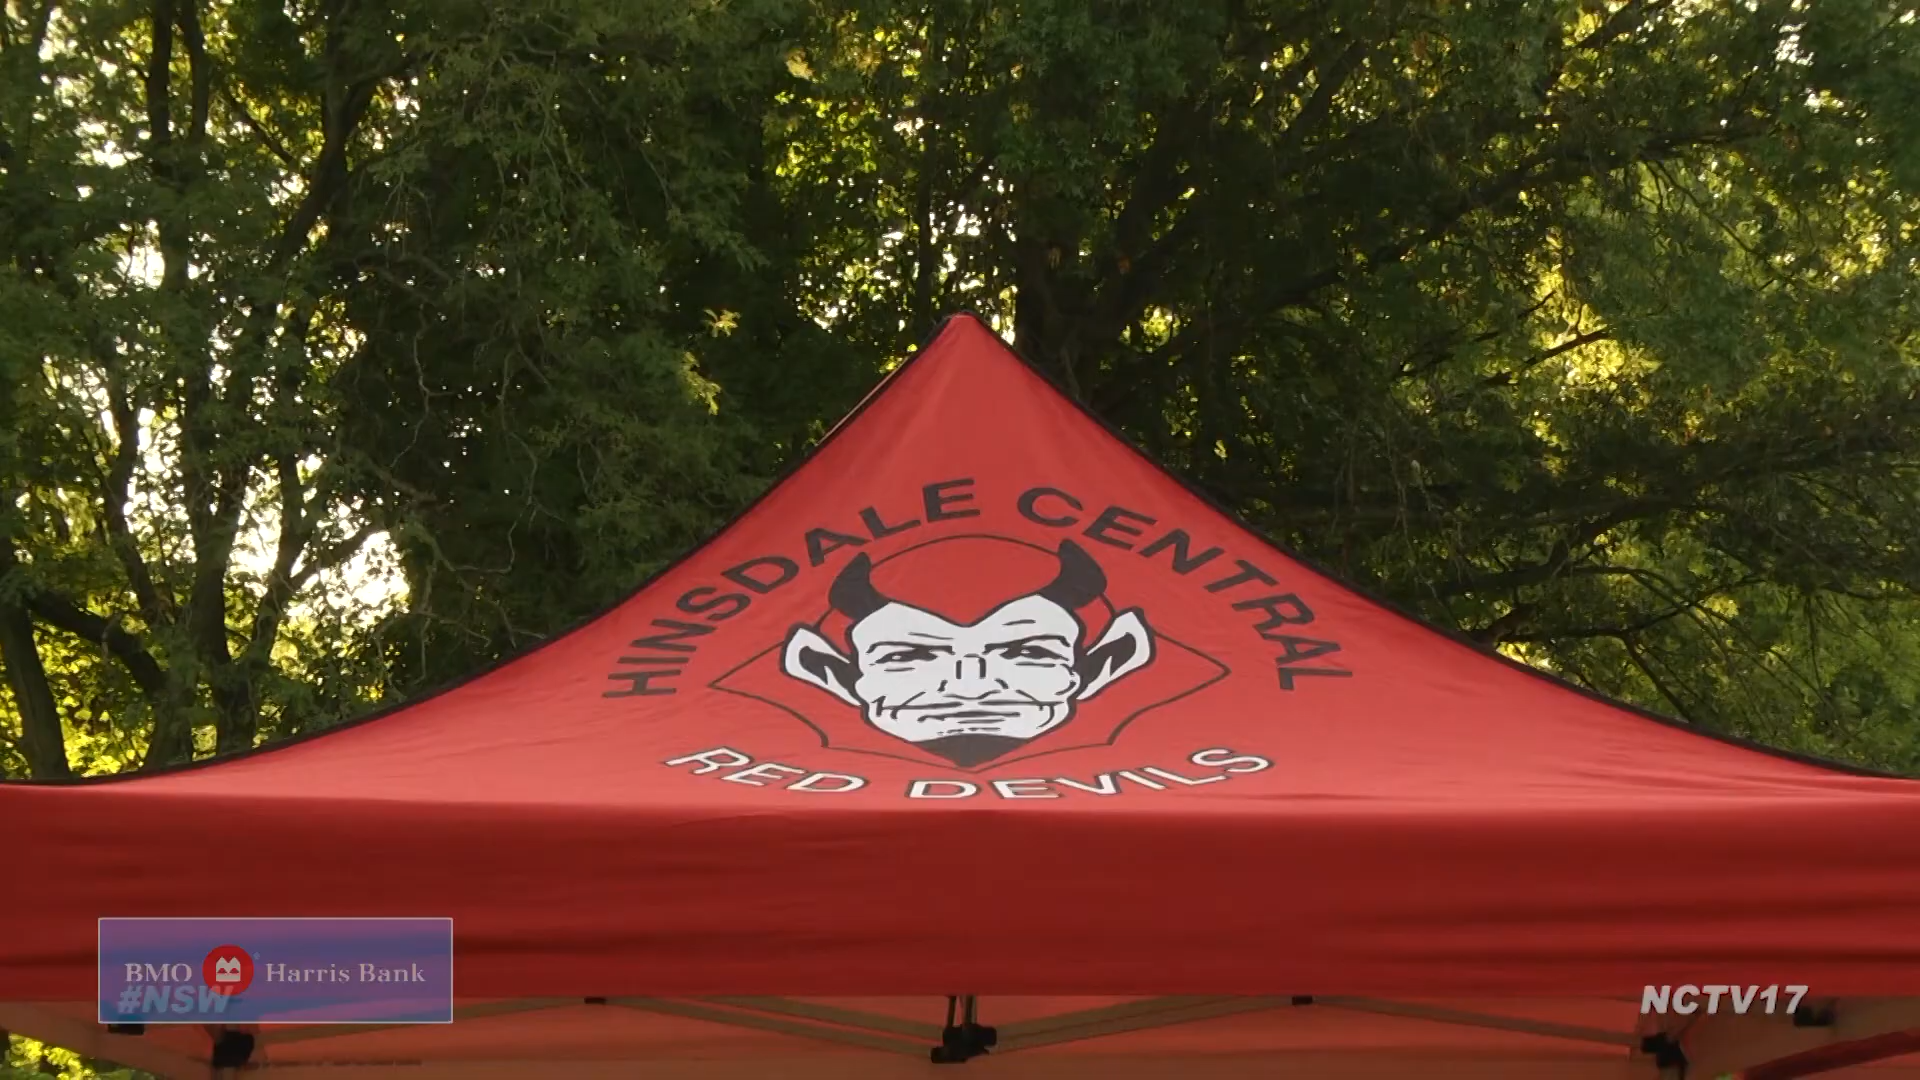 HINSDALE CENTRAL
RED DEVILS
BMO Harris Bank
#NSW
NCTV17